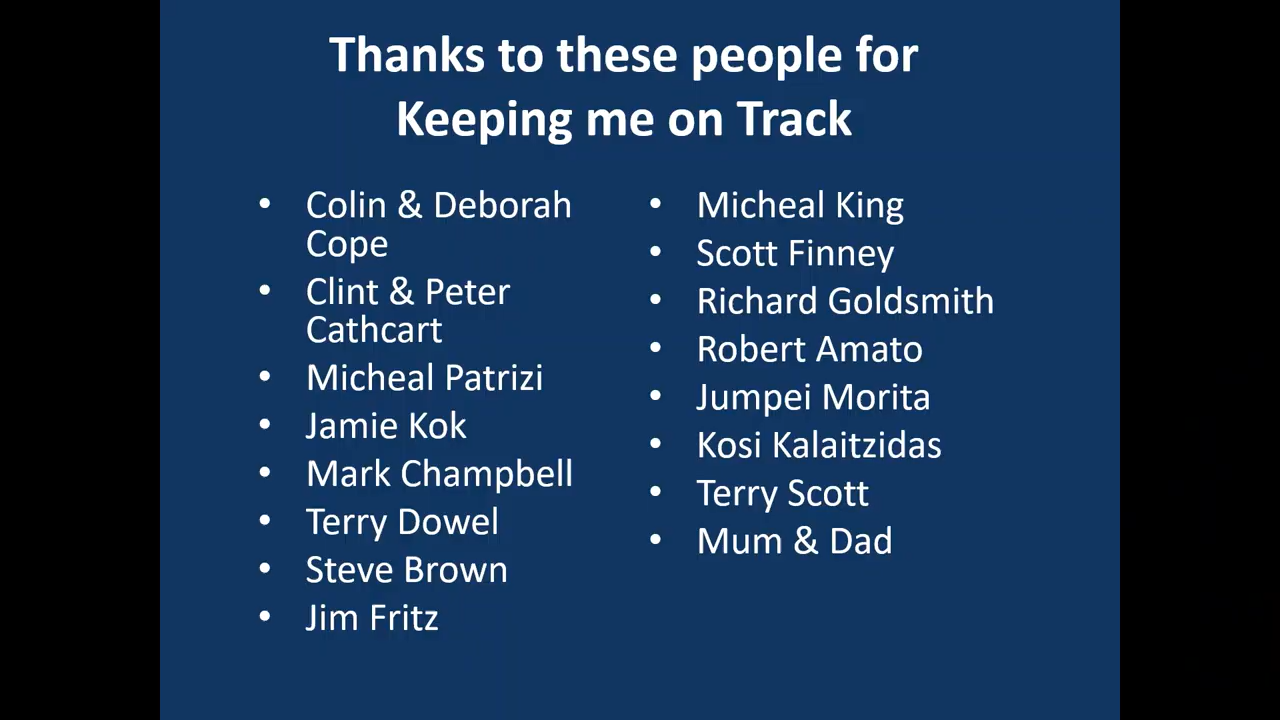 Thanks to these people for
Keeping me on Track
• Colin & Deborah
Cope
• Clint & Peter
Cathcart
• Micheal Patrizi
• Jamie Kok
• Mark Champbell
• Terry Dowel
• Steve Brown
• Jim Fritz
• Micheal King
• Scott Finney
• Richard Goldsmith
• Robert Amato
• Jumpei Morita
• Kosi Kalaitzidas
• Terry Scott
• Mum & Dad